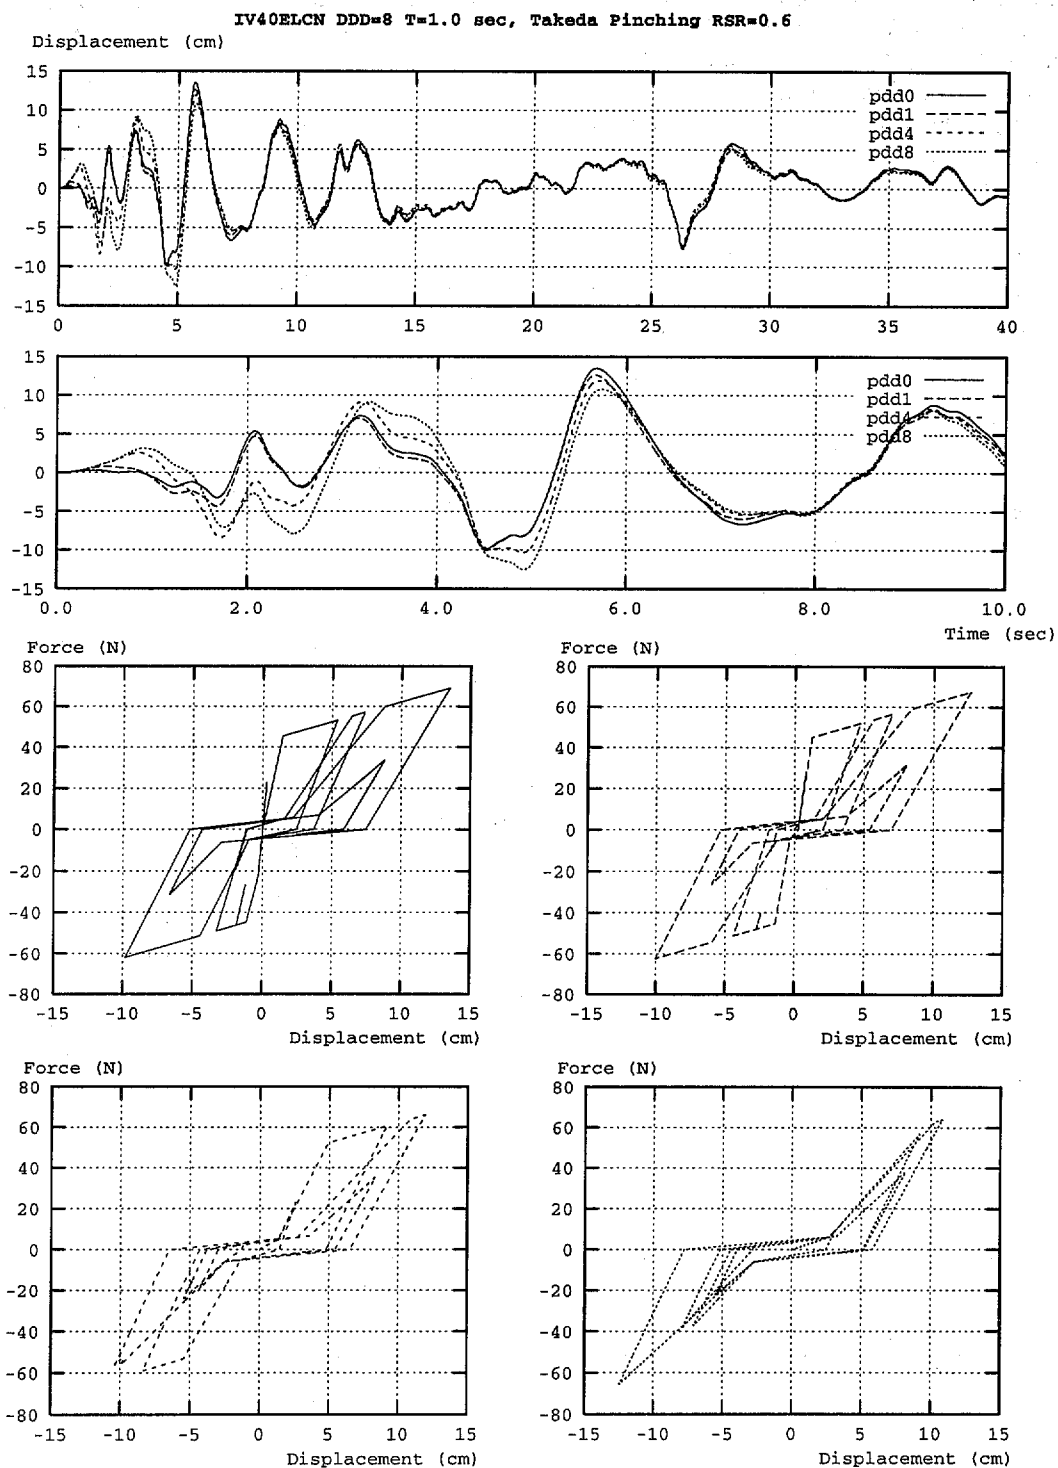 IV40ELCN DDD=8 T=1.0 sec, Takeda Pinching RSR=0.6
Displacement (cm)
15
10
5
0
-5
-10
-15
pdd0
pdd1
pdd4
pdd8
0 5 10 15 20 25 30 35 40
15
10
5
0
-5
-10
-15
pdd0
pdd1
pdd4
pdd8
0.0 2.0 4.0 6.0 8.0 10.0
Time (sec)
Force (N)
80
60
40
20
0
-20
-40
-60
-80
-15 -10 -5 0 5 10 15
Displacement (cm)
Force (N)
80
60
40
20
0
-20
-40
-60
-80
-15 -10 -5 0 5 10 15
Displacement (cm)
Force (N)
80
60
40
20
0
-20
-40
-60
-80
-15 -10 -5 0 5 10 15
Displacement (cm)
Force (N)
80
60
40
20
0
-20
-40
-60
-80
-15 -10 -5 0 5 10 15
Displacement (cm)